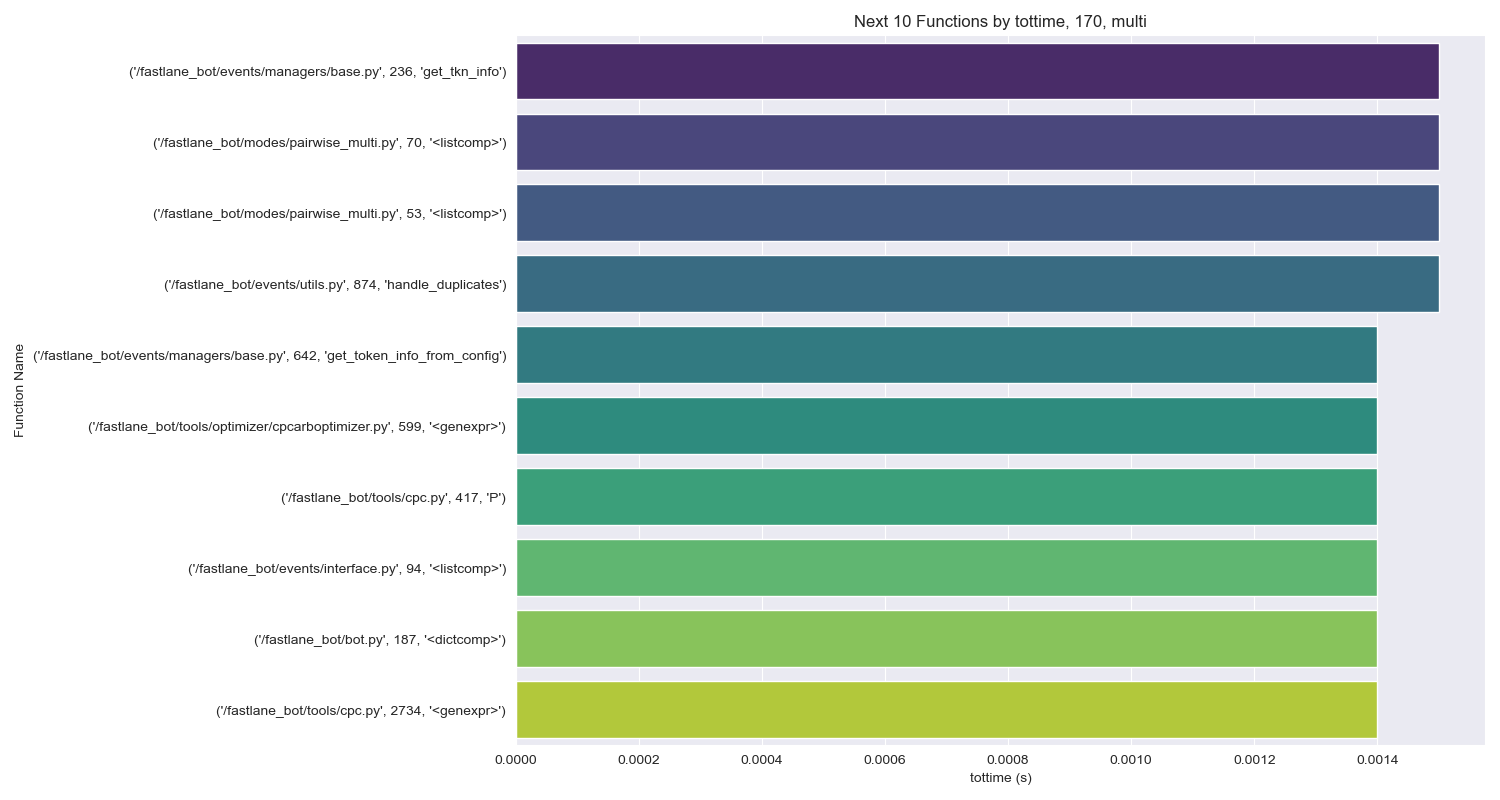 Next 10 Functions by tottime, 170, multi
Function Name
('/fastlane_bot/events/managers/base.py', 236, 'get_tkn_info')
('/fastlane_bot/modes/pairwise_multi.py', 70, '<listcomp>')
('/fastlane_bot/modes/pairwise_multi.py', 53, '<listcomp>')
('/fastlane_bot/events/utils.py', 874, 'handle_duplicates')
('/fastlane_bot/events/managers/base.py', 642, 'get_token_info_from_config')
('/fastlane_bot/tools/optimizer/cpcarboptimizer.py', 599, '<genexpr>')
('/fastlane_bot/tools/cpc.py', 417, 'P')
('/fastlane_bot/events/interface.py', 94, '<listcomp>')
('/fastlane_bot/bot.py', 187, '<dictcomp>')
('/fastlane_bot/tools/cpc.py', 2734, '<genexpr>')
0.0000 0.0002 0.0004 0.0006 0.0008 0.0010 0.0012 0.0014
tottime (s)